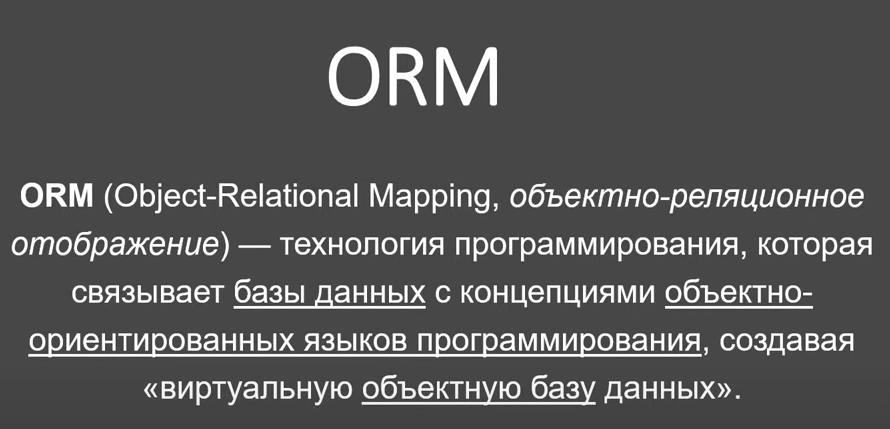 ORM
ORM (Object-Relational Mapping, объектно-реляционное
отображение) — технология программирования, которая
связывает базы данных с концепциями объектно-
ориентированных языков программирования, создавая
«виртуальную объектную базу данных».